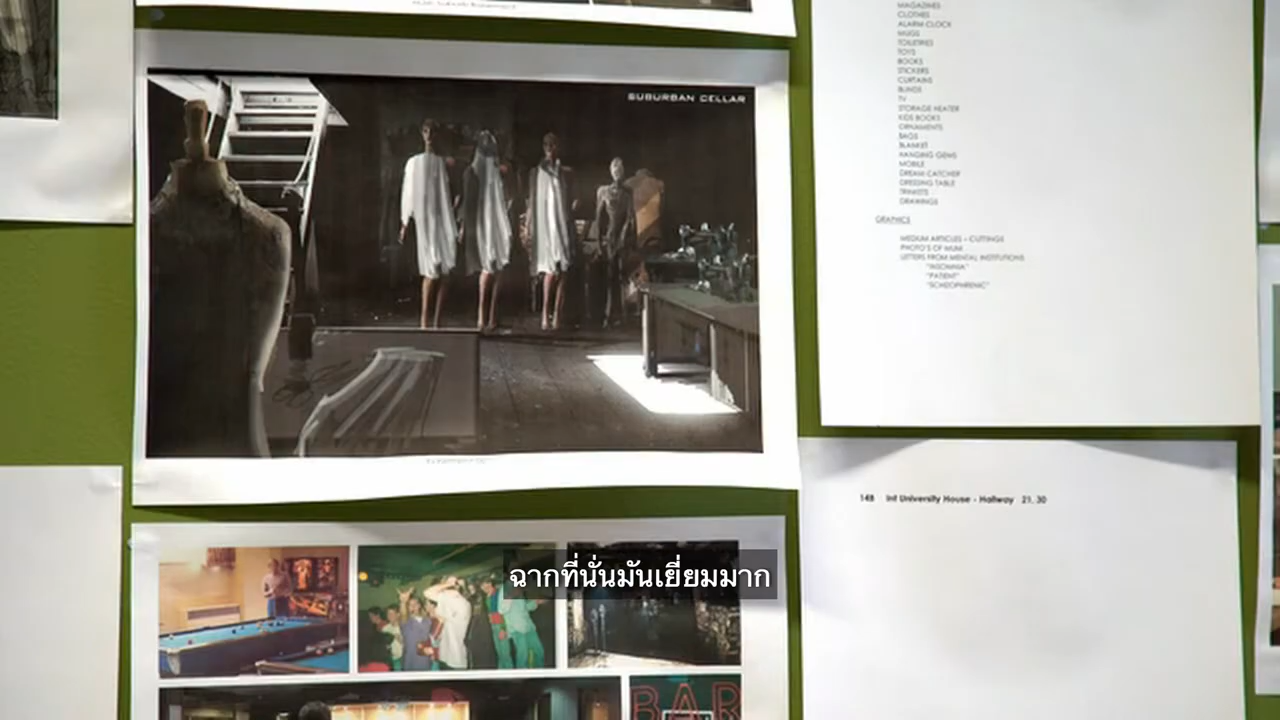 SUBURBAN CELLAR
MAGAZINES
CLOTHES
ALARM CLOCK
MUGS
TOILETRIES
TOYS
BOOKS
STICKERS
CURTAINS
BLINDS
TV
STORAGE HEATER
KIDS BOOKS
ORNAMENTS
BAGS
BLANKET
HANGING GEMS
MOBILE
DREAM CATCHER
DRESSING TABLE
TRINKETS
DRAWINGS
GRAPHICS
MEDIUM ARTICLES – CUTTINGS
PHOTO'S OF MUM
LETTERS FROM MENTAL INSTITUTIONS
"INSOMNIA"
"PATIENT"
"SCHIZOPHRENIC"
14B Int University House - Hallway 21, 30
ฉากที่นั่นมันเยี่ยมมาก
BAR